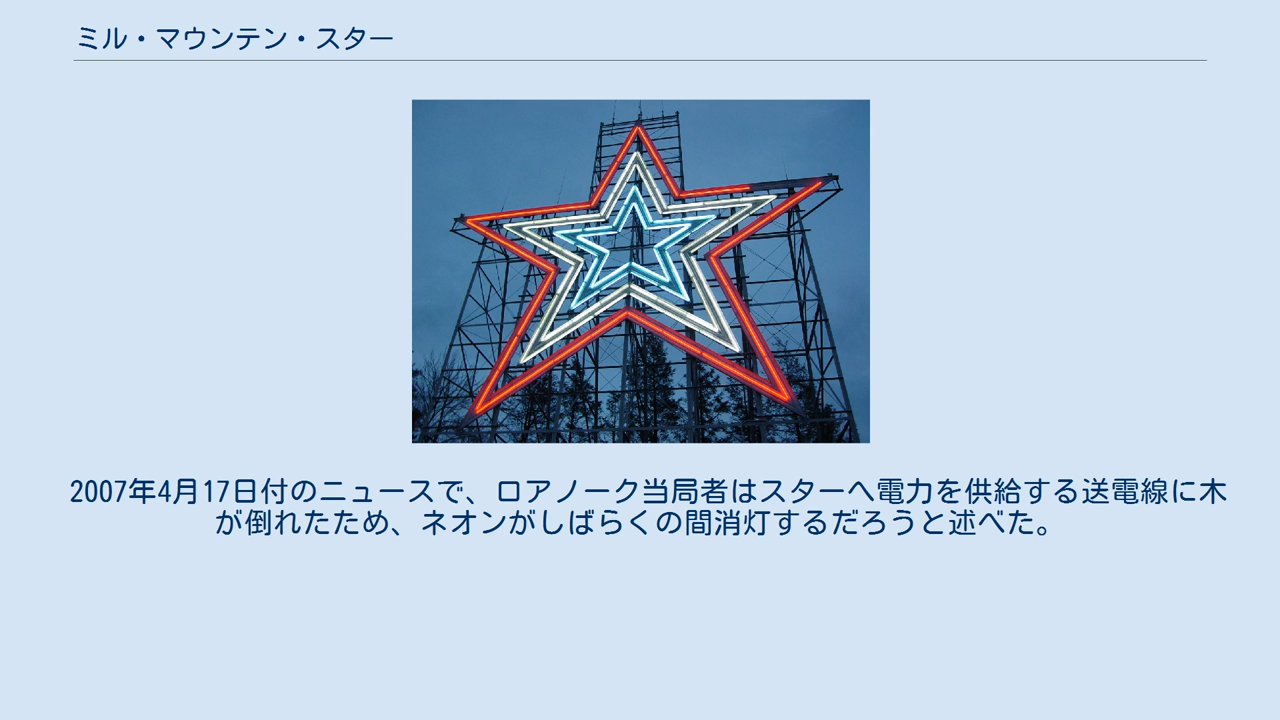 ミル・マウンテン・スター
2007年4月17日付のニュースで、ロアノーク当局者はスターへ電力を供給する送電線に木
が倒れたため、ネオンがしばらくの間消灯するだろうと述べた。